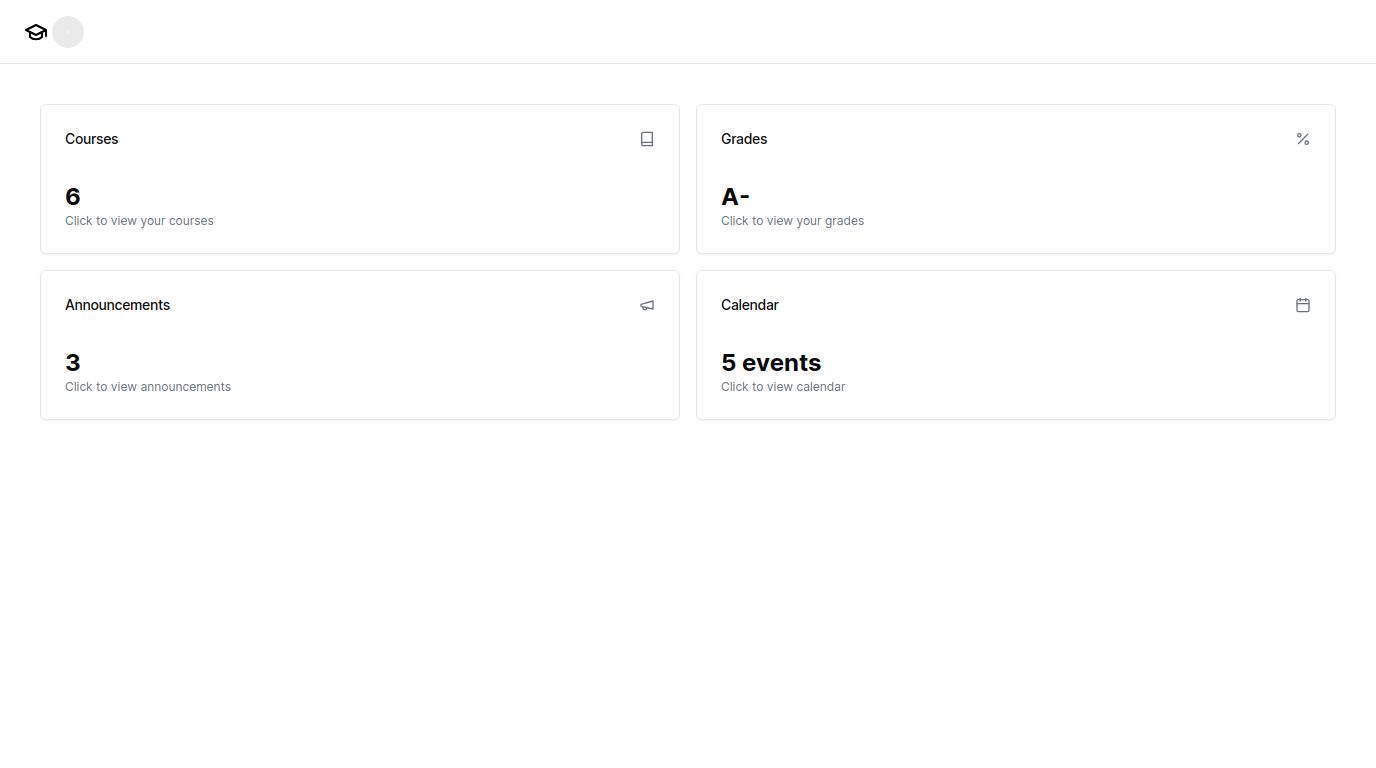 Courses
6
Click to view your courses
Grades
A-
Click to view your grades
Announcements
3
Click to view announcements
Calendar
5 events
Click to view calendar